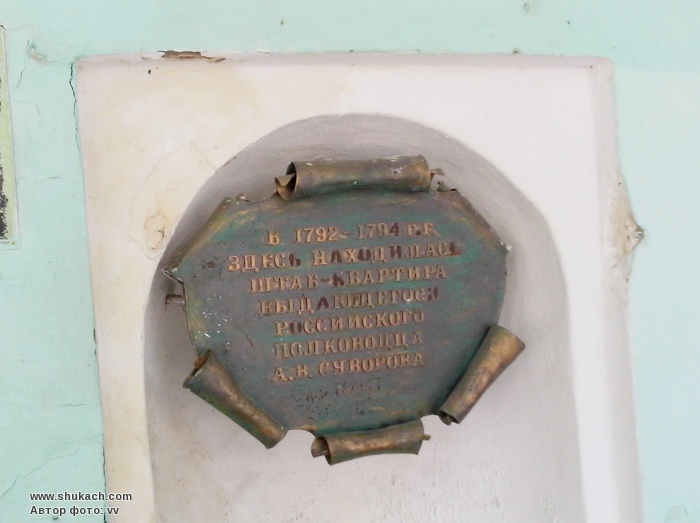 В 1792-1794 Г.Г.
ЗДЕСЬ НАХОДИЛАСЬ
ШТАБ-КВАРТИРА
ВЫДАЮЩЕГОСЯ
РОССИЙСКОГО
ПОЛКОВОДЦА
А.В. СУВОРОВА
www.shukach.com
Автор фото: vv